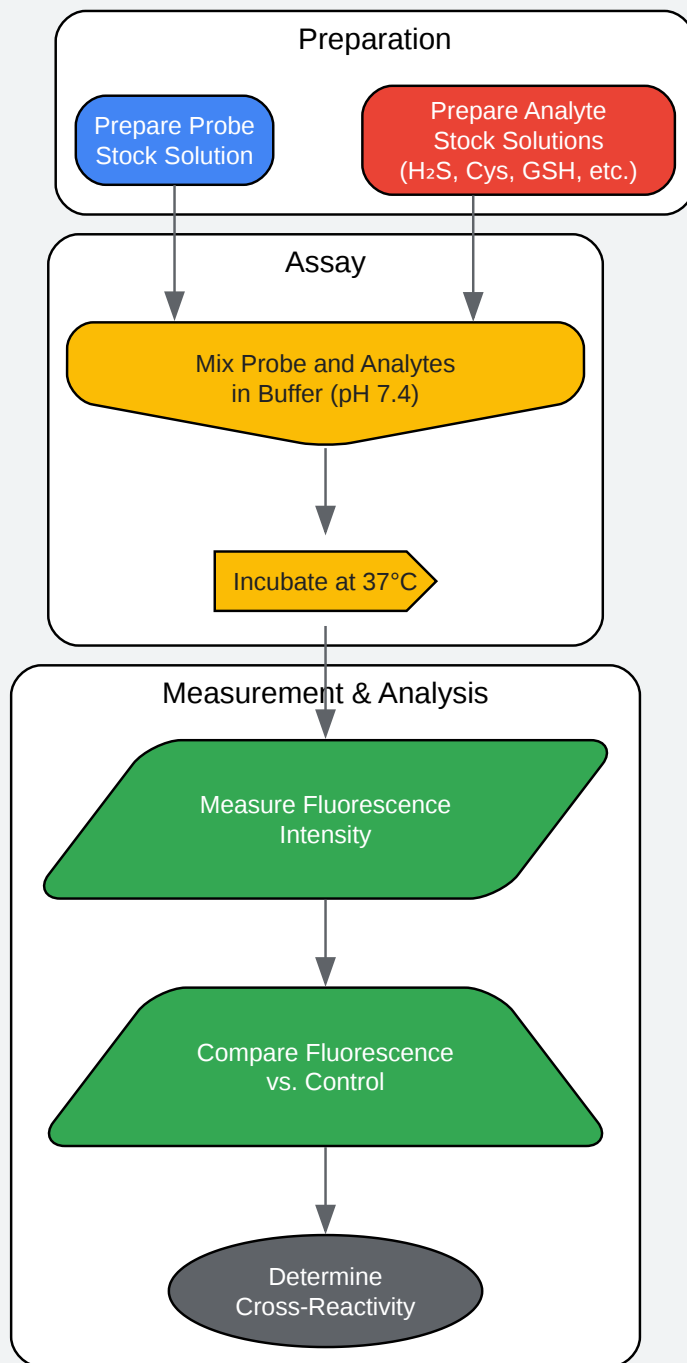 Preparation
Prepare Probe
Stock Solution
Prepare Analyte
Stock Solutions
(H₂S, Cys, GSH, etc.)
Assay
Mix Probe and Analytes
in Buffer (pH 7.4)
Incubate at 37°C
Measurement & Analysis
Measure Fluorescence
Intensity
Compare Fluorescence
vs. Control
Determine
Cross-Reactivity